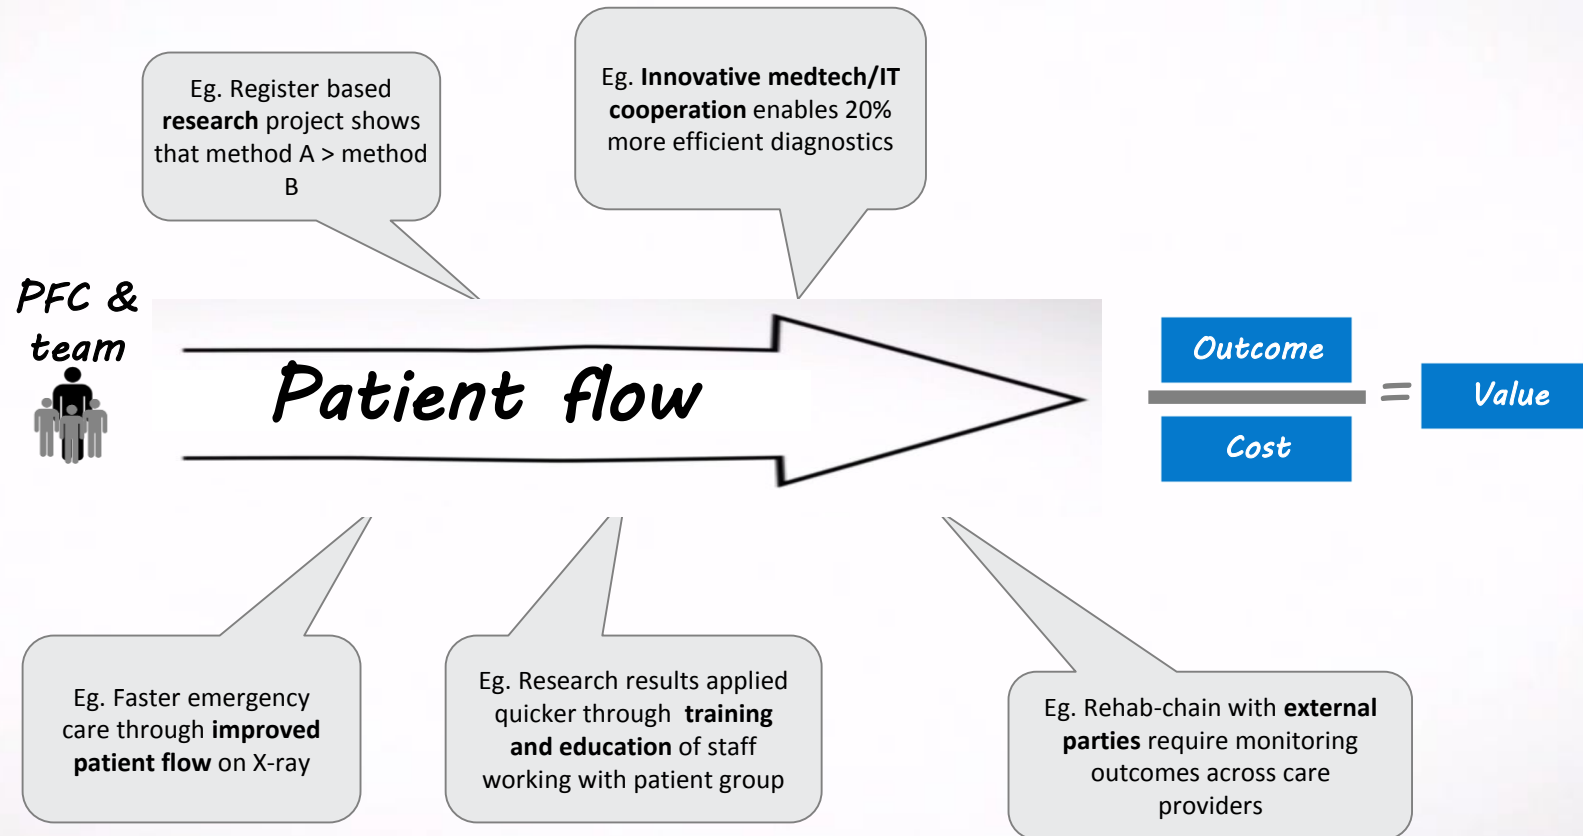 Eg. Register based
research project shows
that method A > method
B
Eg. Innovative medtech/IT
cooperation enables 20%
more efficient diagnostics
PFC &
team
Patient flow
Outcome
=
Value
Cost
Eg. Faster emergency
care through improved
patient flow on X-ray
Eg. Research results applied
quicker through training
and education of staff
working with patient group
Eg. Rehab-chain with external
parties require monitoring
outcomes across care
providers